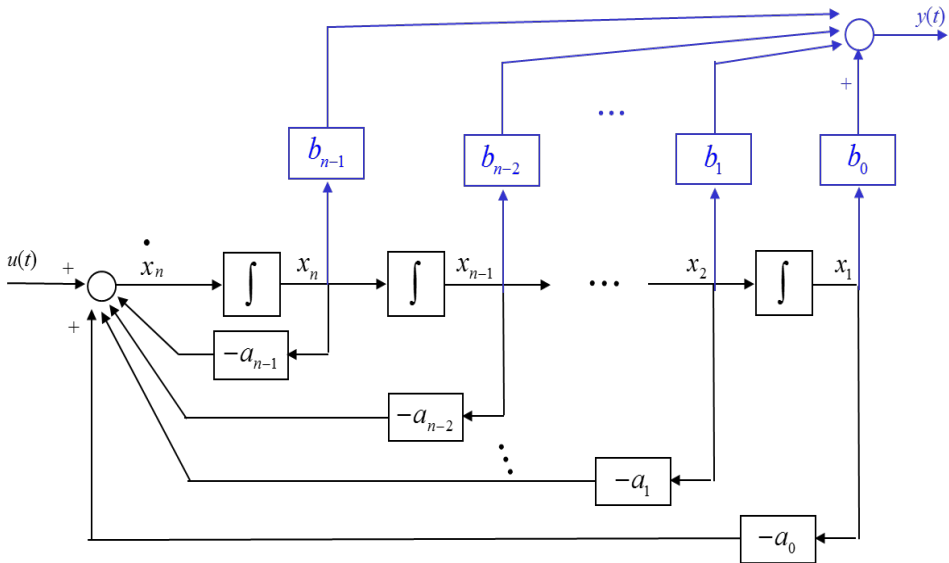 y(t)
+
...
b_{n-1}
b_{n-2}
b_1
b_0
u(t)
+
ẋ_n
∫
x_n
∫
x_{n-1}
...
x_2
∫
x_1
+
-a_{n-1}
-a_{n-2}
...
-a_1
-a_0